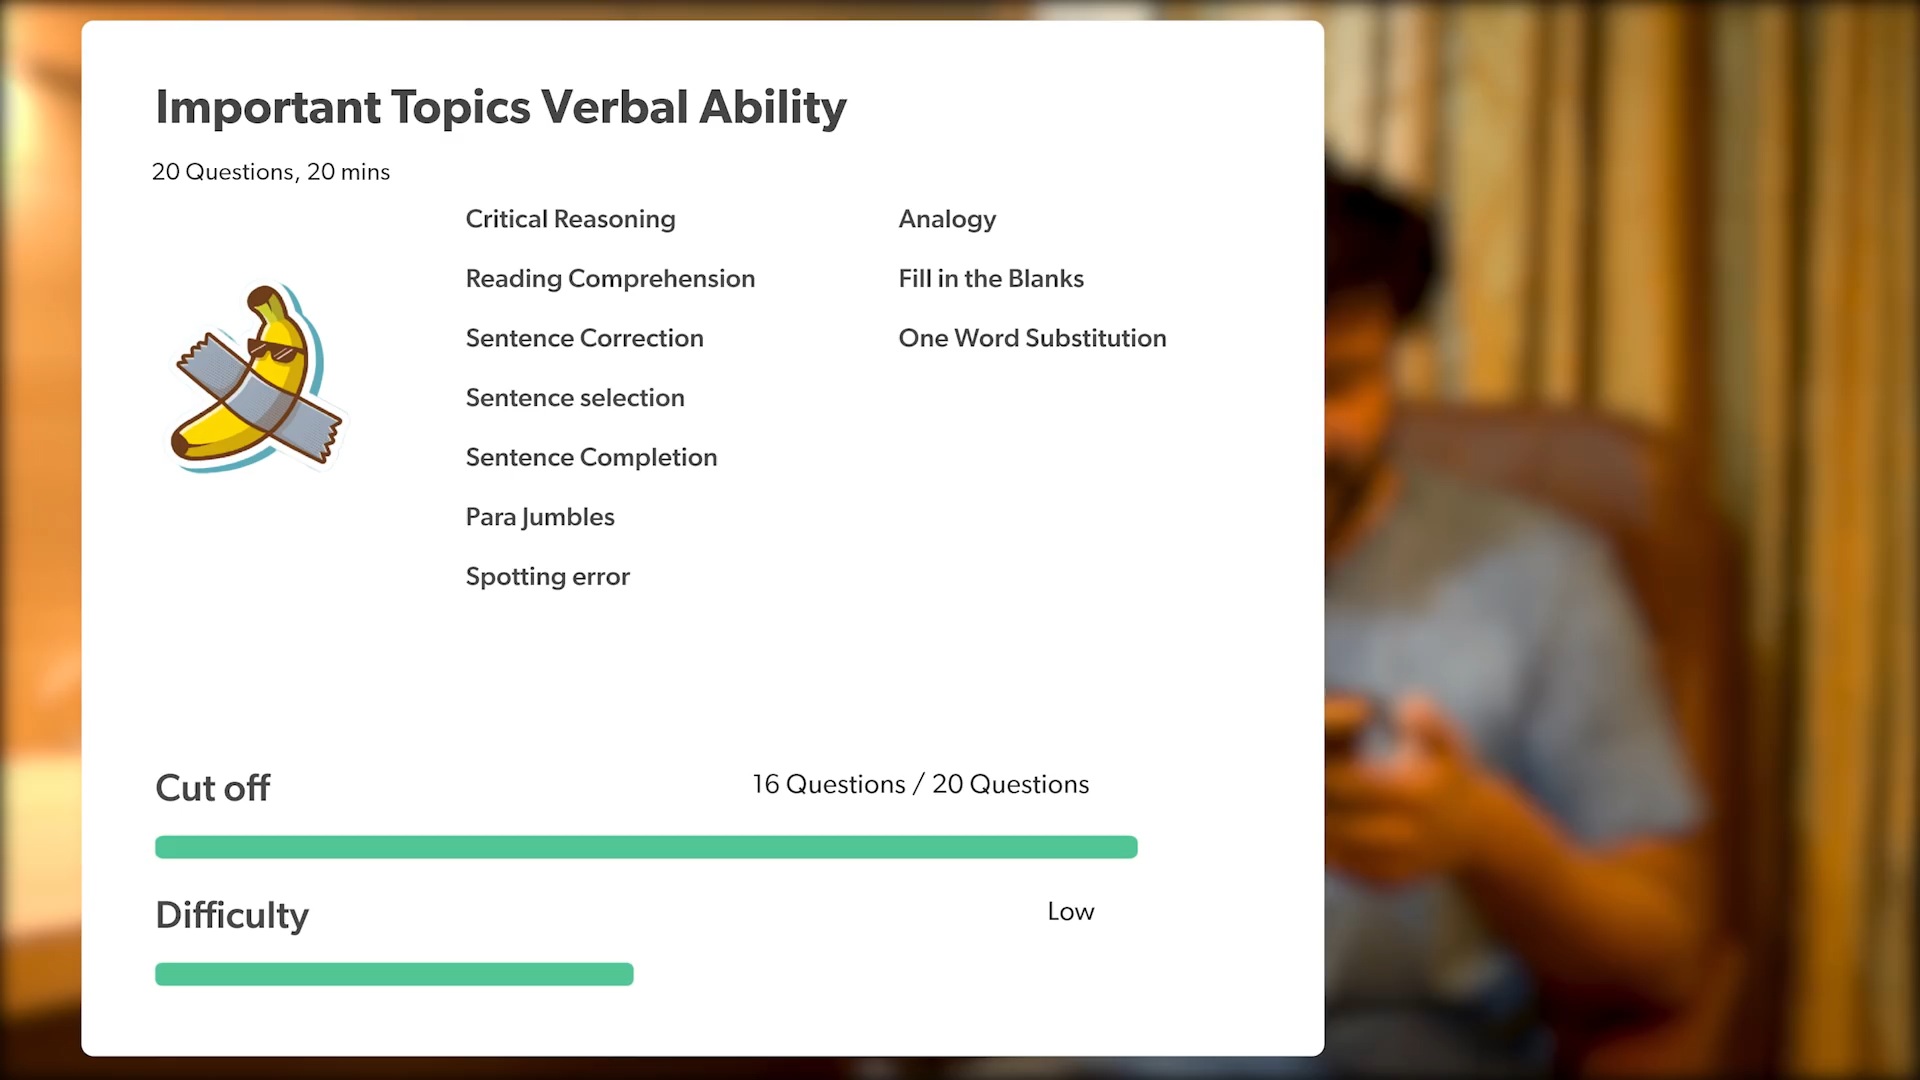 Important Topics Verbal Ability
20 Questions, 20 mins
Critical Reasoning
Reading Comprehension
Sentence Correction
Sentence selection
Sentence Completion
Para Jumbles
Spotting error
Analogy
Fill in the Blanks
One Word Substitution
Cut off
16 Questions / 20 Questions
Difficulty
Low